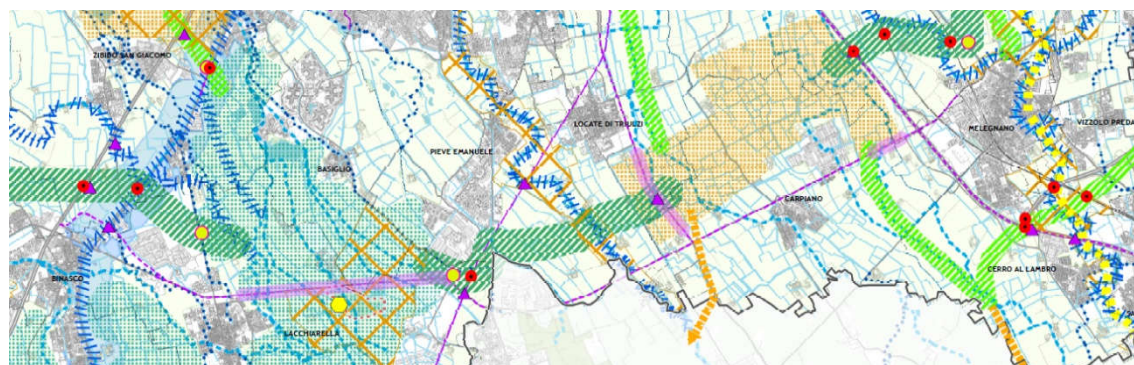 ZIBIDO SAN GIACOMO
BASIGLIO
PIEVE EMANUELE
LOCATE DI TRIULZI
MELEGNANO
VIZZOLO PREDA
CARPIANO
BINASCO
LACCHIARELLA
CERRO AL LAMBRO